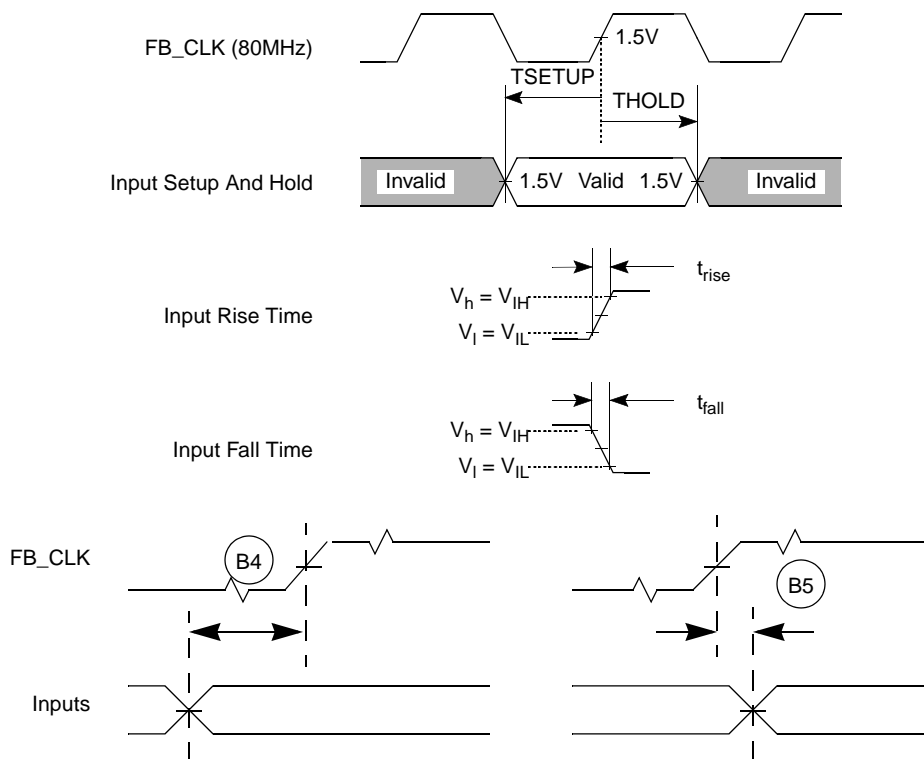 FB_CLK (80MHz)
1.5V
TSETUP
THOLD
Input Setup And Hold
Invalid
1.5V Valid 1.5V
Invalid
t_rise
V_h = V_IH
Input Rise Time
V_l = V_IL
t_fall
V_h = V_IH
Input Fall Time
V_l = V_IL
FB_CLK
B4
B5
Inputs